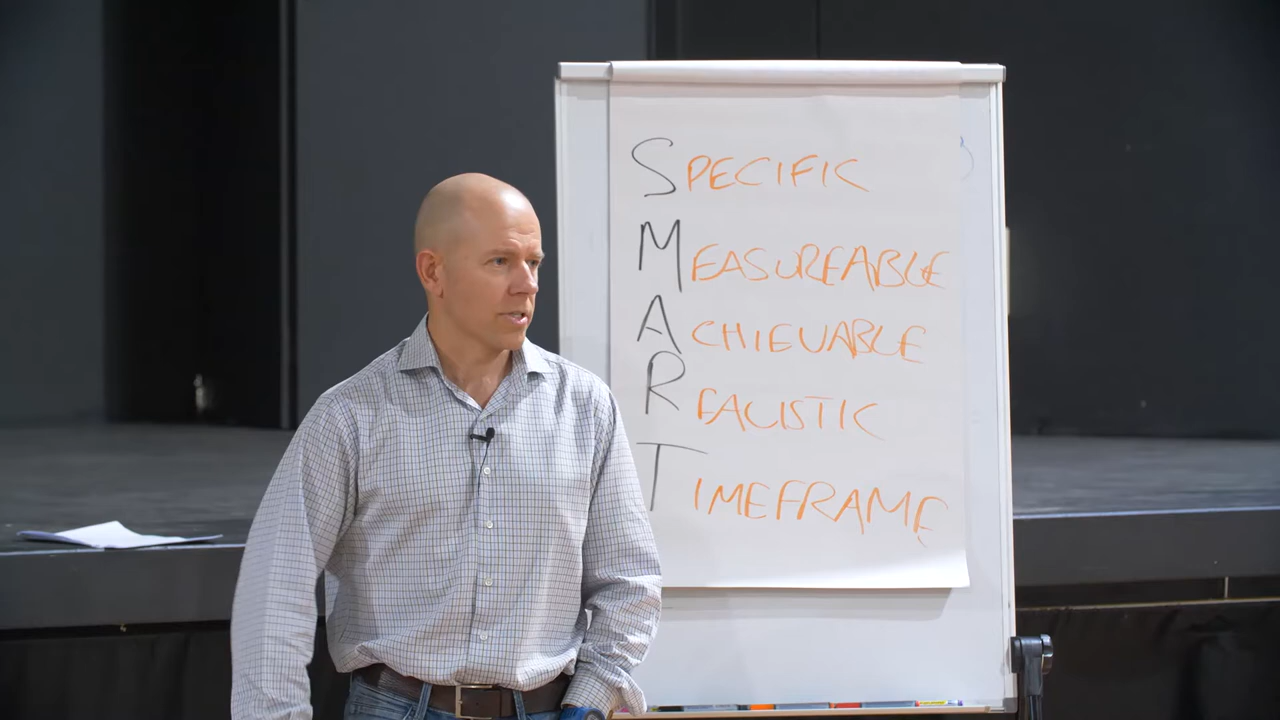 SPECIFIC
MEASUREABLE
ACHIEVABLE
REALISTIC
TIMEFRAME